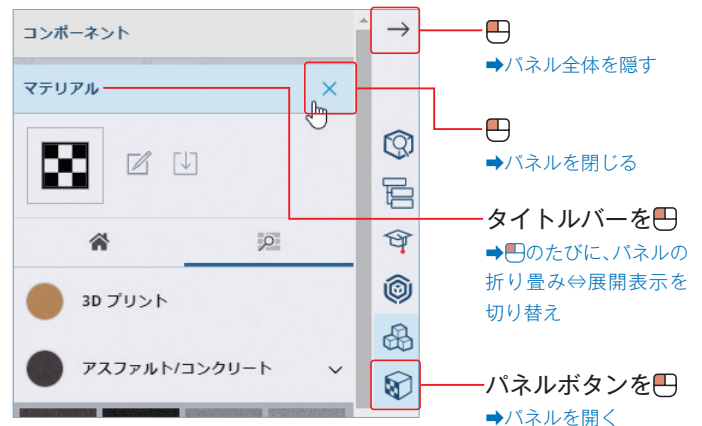 コンポーネント
マテリアル
3D プリント
アスファルト/コンクリート
➡パネル全体を隠す
➡パネルを閉じる
タイトルバーを
➡のたびに、パネルの
折り畳み⇔展開表示を
切り替え
パネルボタンを
➡パネルを開く